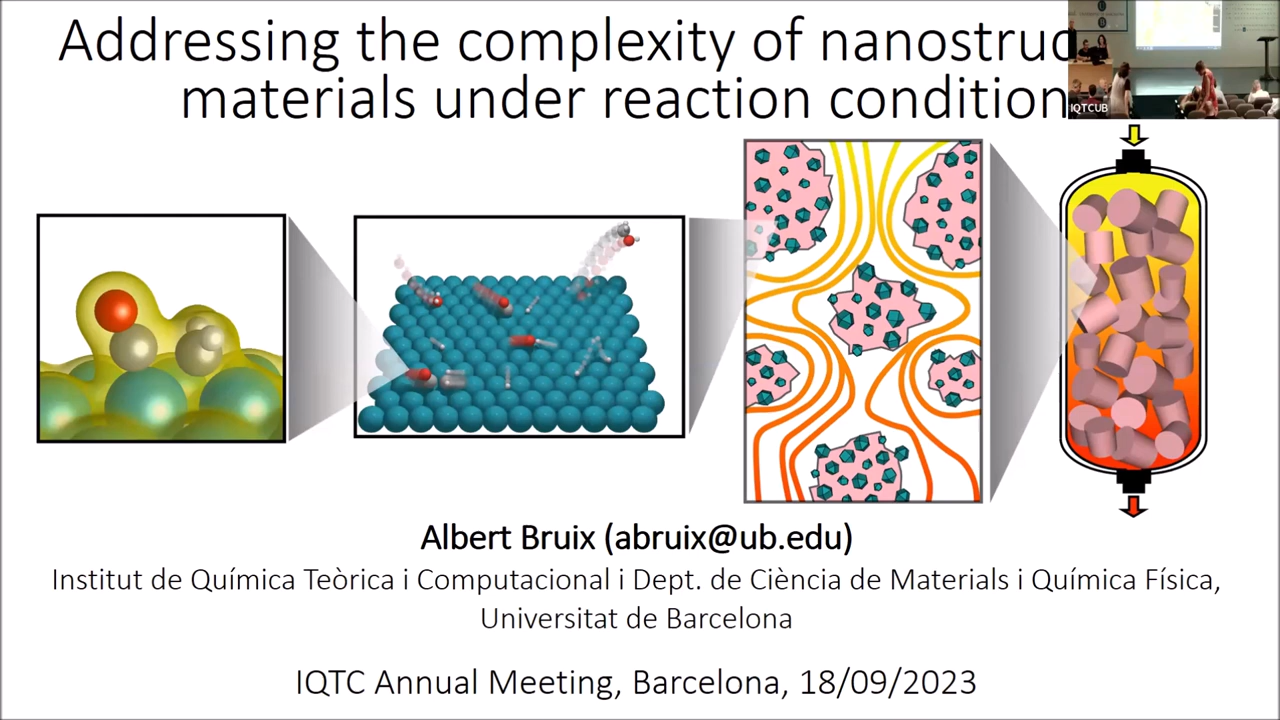 Addressing the complexity of nanostruc
materials under reaction condition
IQTCUB
Albert Bruix (abruix@ub.edu)
Institut de Química Teòrica i Computacional i Dept. de Ciència de Materials i Química Física,
Universitat de Barcelona
IQTC Annual Meeting, Barcelona, 18/09/2023